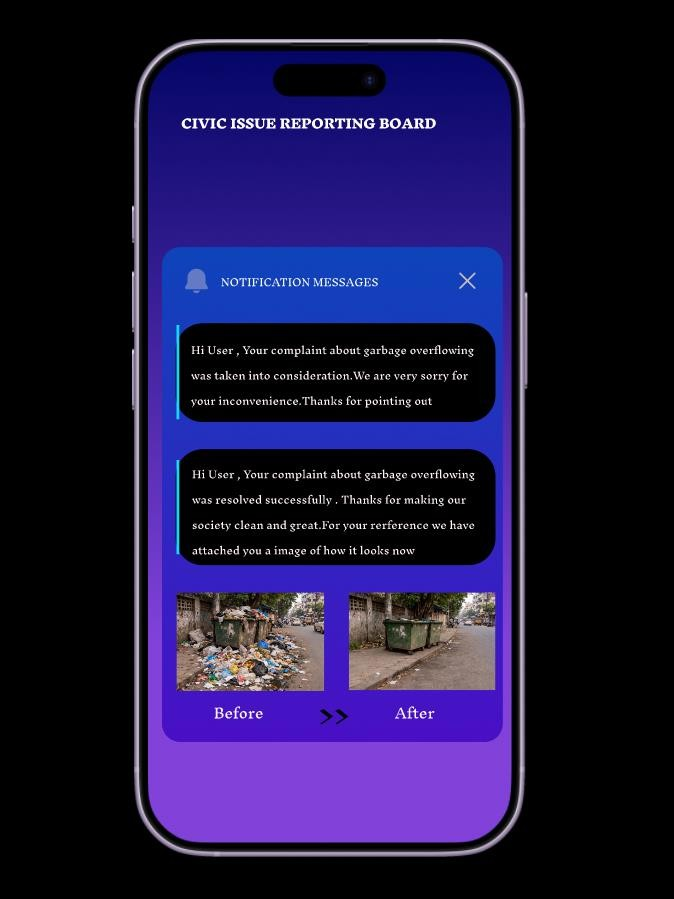 CIVIC ISSUE REPORTING BOARD
NOTIFICATION MESSAGES
Hi User , Your complaint about garbage overflowing
was taken into consideration.We are very sorry for
your inconvenience.Thanks for pointing out
Hi User , Your complaint about garbage overflowing
was resolved successfully . Thanks for making our
society clean and great.For your rerference we have
attached you a image of how it looks now
Before
After